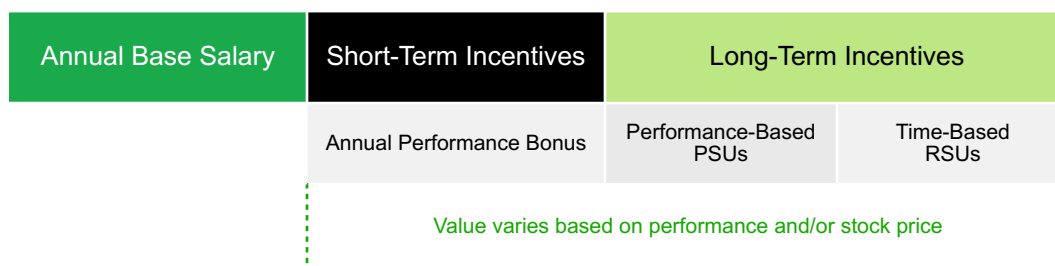 Annual Base Salary
Short-Term Incentives
Long-Term Incentives
Annual Performance Bonus
Performance-Based
PSUs
Time-Based
RSUs
Value varies based on performance and/or stock price